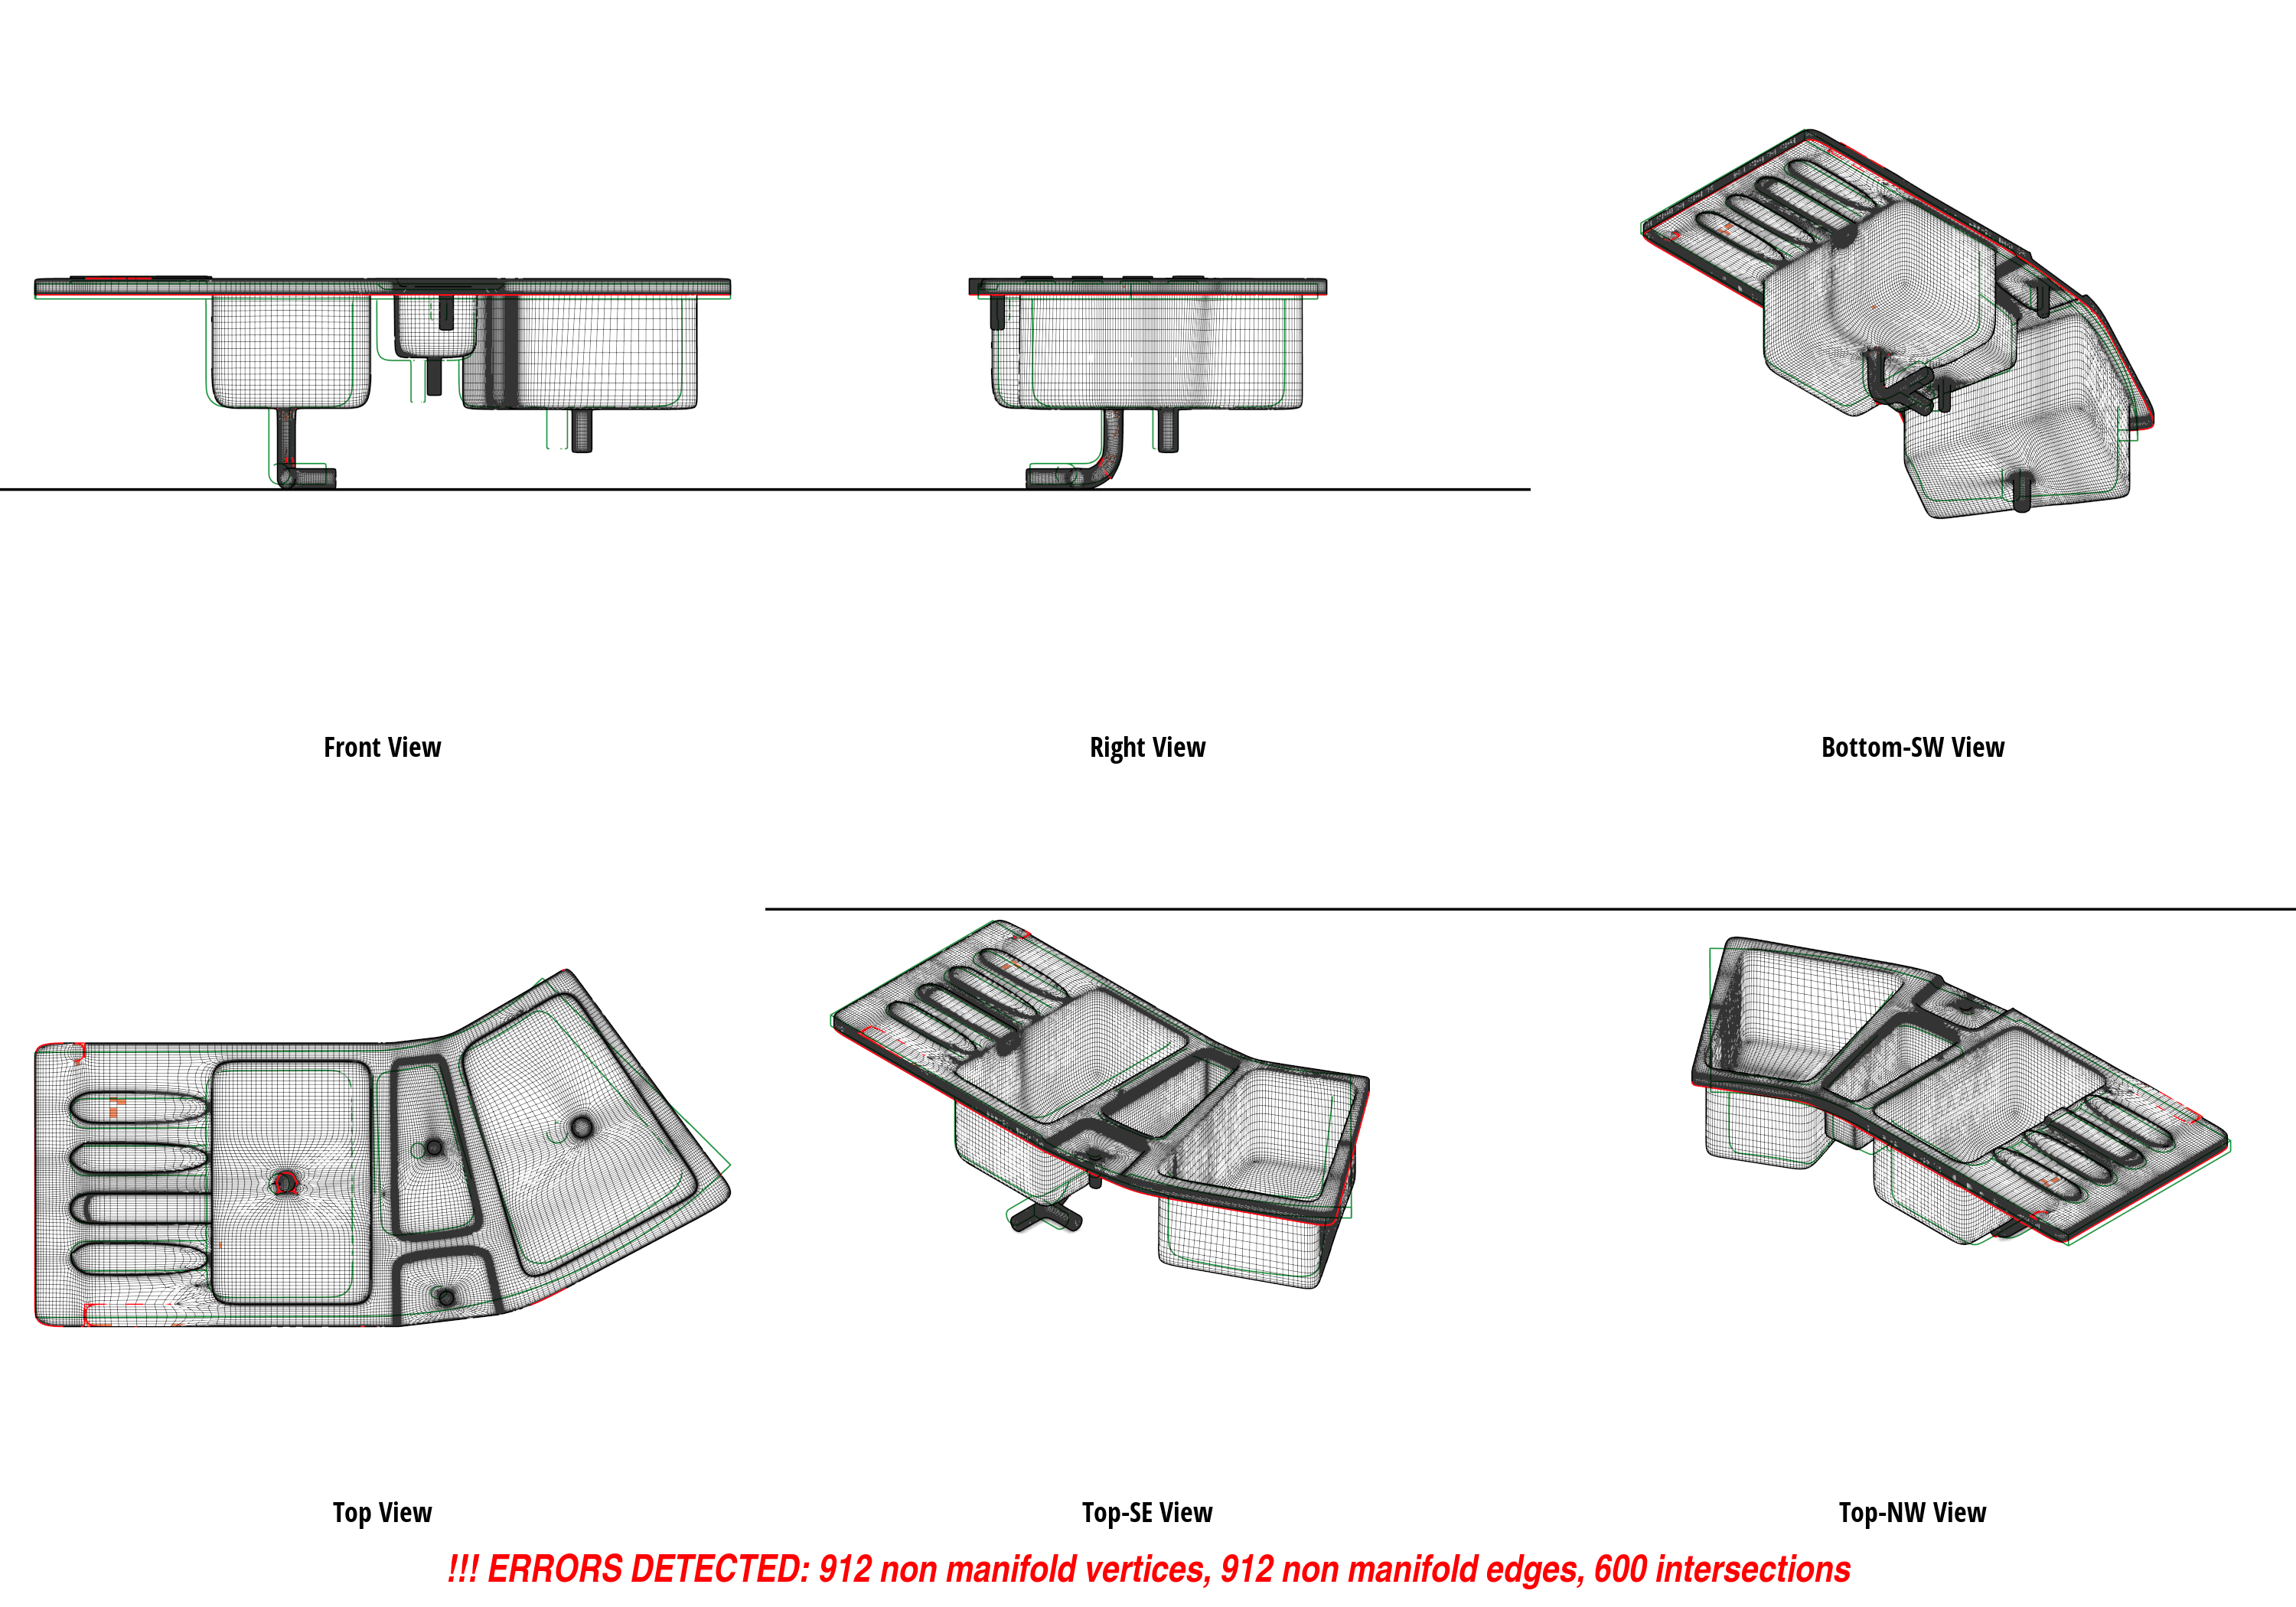 Front View
Right View
Bottom-SW View
Top View
Top-SE View
Top-NW View
!!! ERRORS DETECTED: 912 non manifold vertices, 912 non manifold edges, 600 intersections